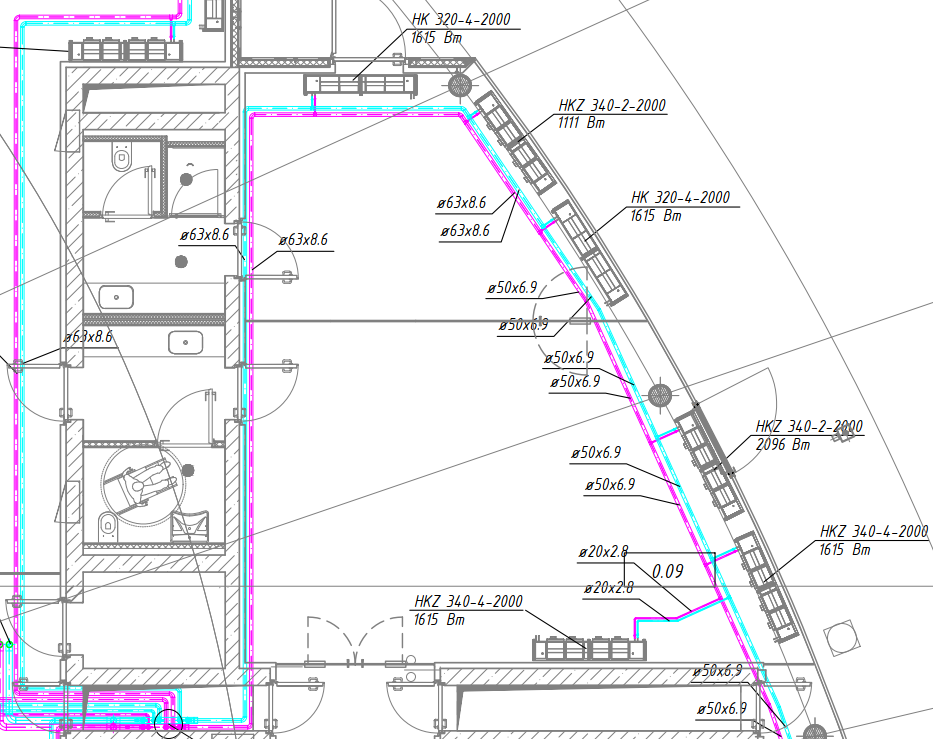 НК 320-4-2000
1615 Вт
HKZ 340-2-2000
1111 Вт
НК 320-4-2000
1615 Вт
ø63x8.6
ø63x8.6
ø63x8.6
ø63x8.6
ø50x6.9
ø50x6.9
ø63x8.6
ø50x6.9
ø50x6.9
HKZ 340-2-2000
2096 Вт
ø50x6.9
ø50x6.9
HKZ 340-4-2000
1615 Вт
ø20x2.8
0.09
ø20x2.8
HKZ 340-4-2000
1615 Вт
ø50x6.9
ø50x6.9